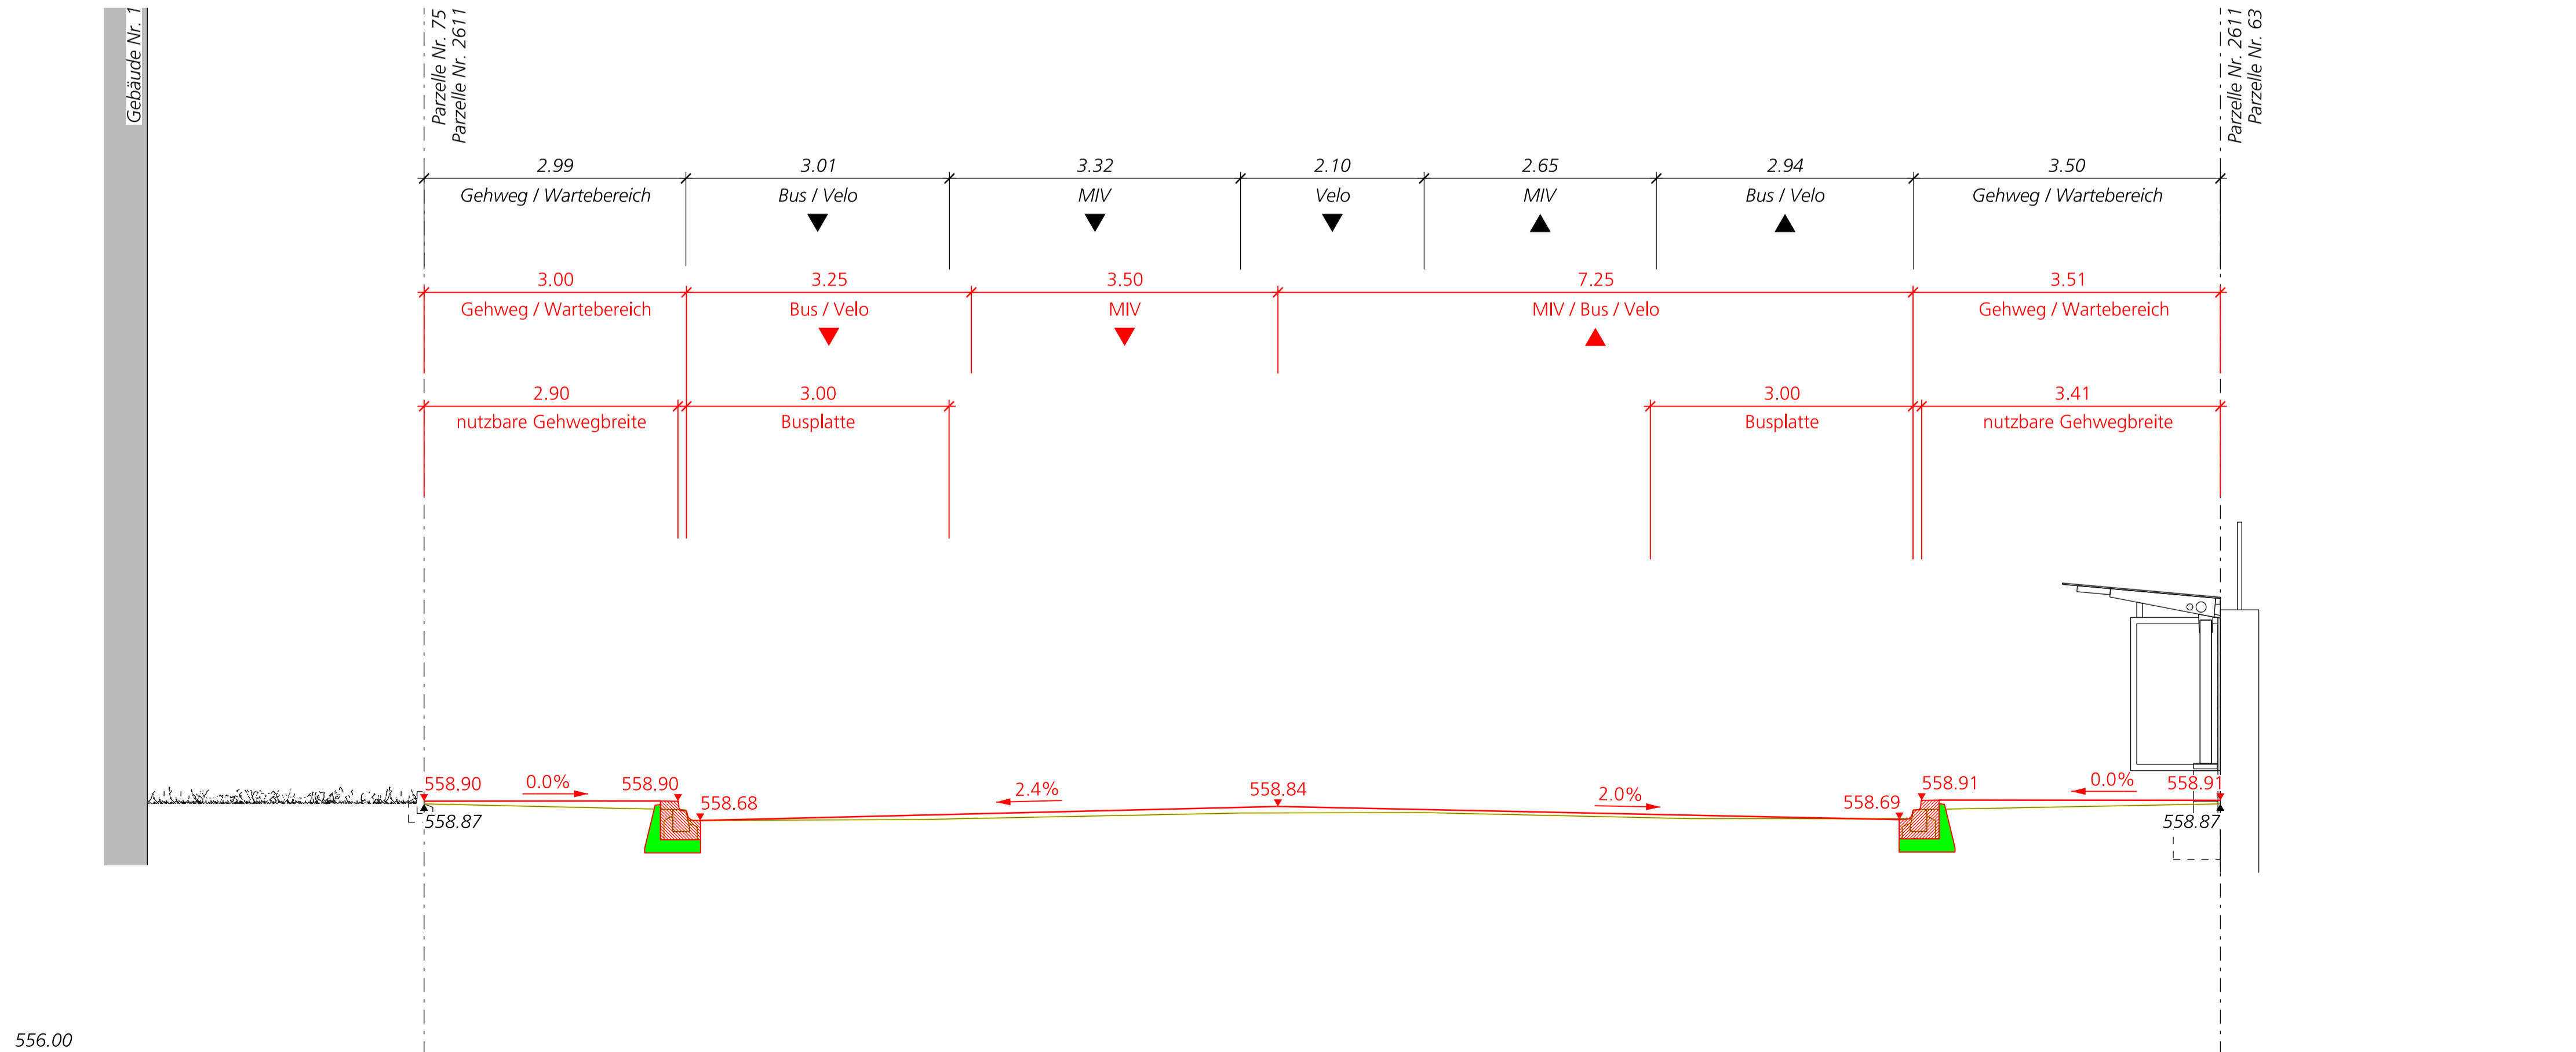 Gebäude Nr. 1
Parzelle Nr. 75
Parzelle Nr. 2611
Parzelle Nr. 2611
Parzelle Nr. 63
2.99 3.01 3.32 2.10 2.65 2.94 3.50
Gehweg / Wartebereich Bus / Velo MIV Velo MIV Bus / Velo Gehweg / Wartebereich
3.00 3.25 3.50 7.25 3.51
Gehweg / Wartebereich Bus / Velo MIV MIV / Bus / Velo Gehweg / Wartebereich
2.90 3.00 3.00 3.41
nutzbare Gehwegbreite Busplatte Busplatte nutzbare Gehwegbreite
558.90 0.0% 558.90 2.4% 558.84 2.0% 558.91 0.0% 558.91
558.68 558.69
558.87 558.87
556.00